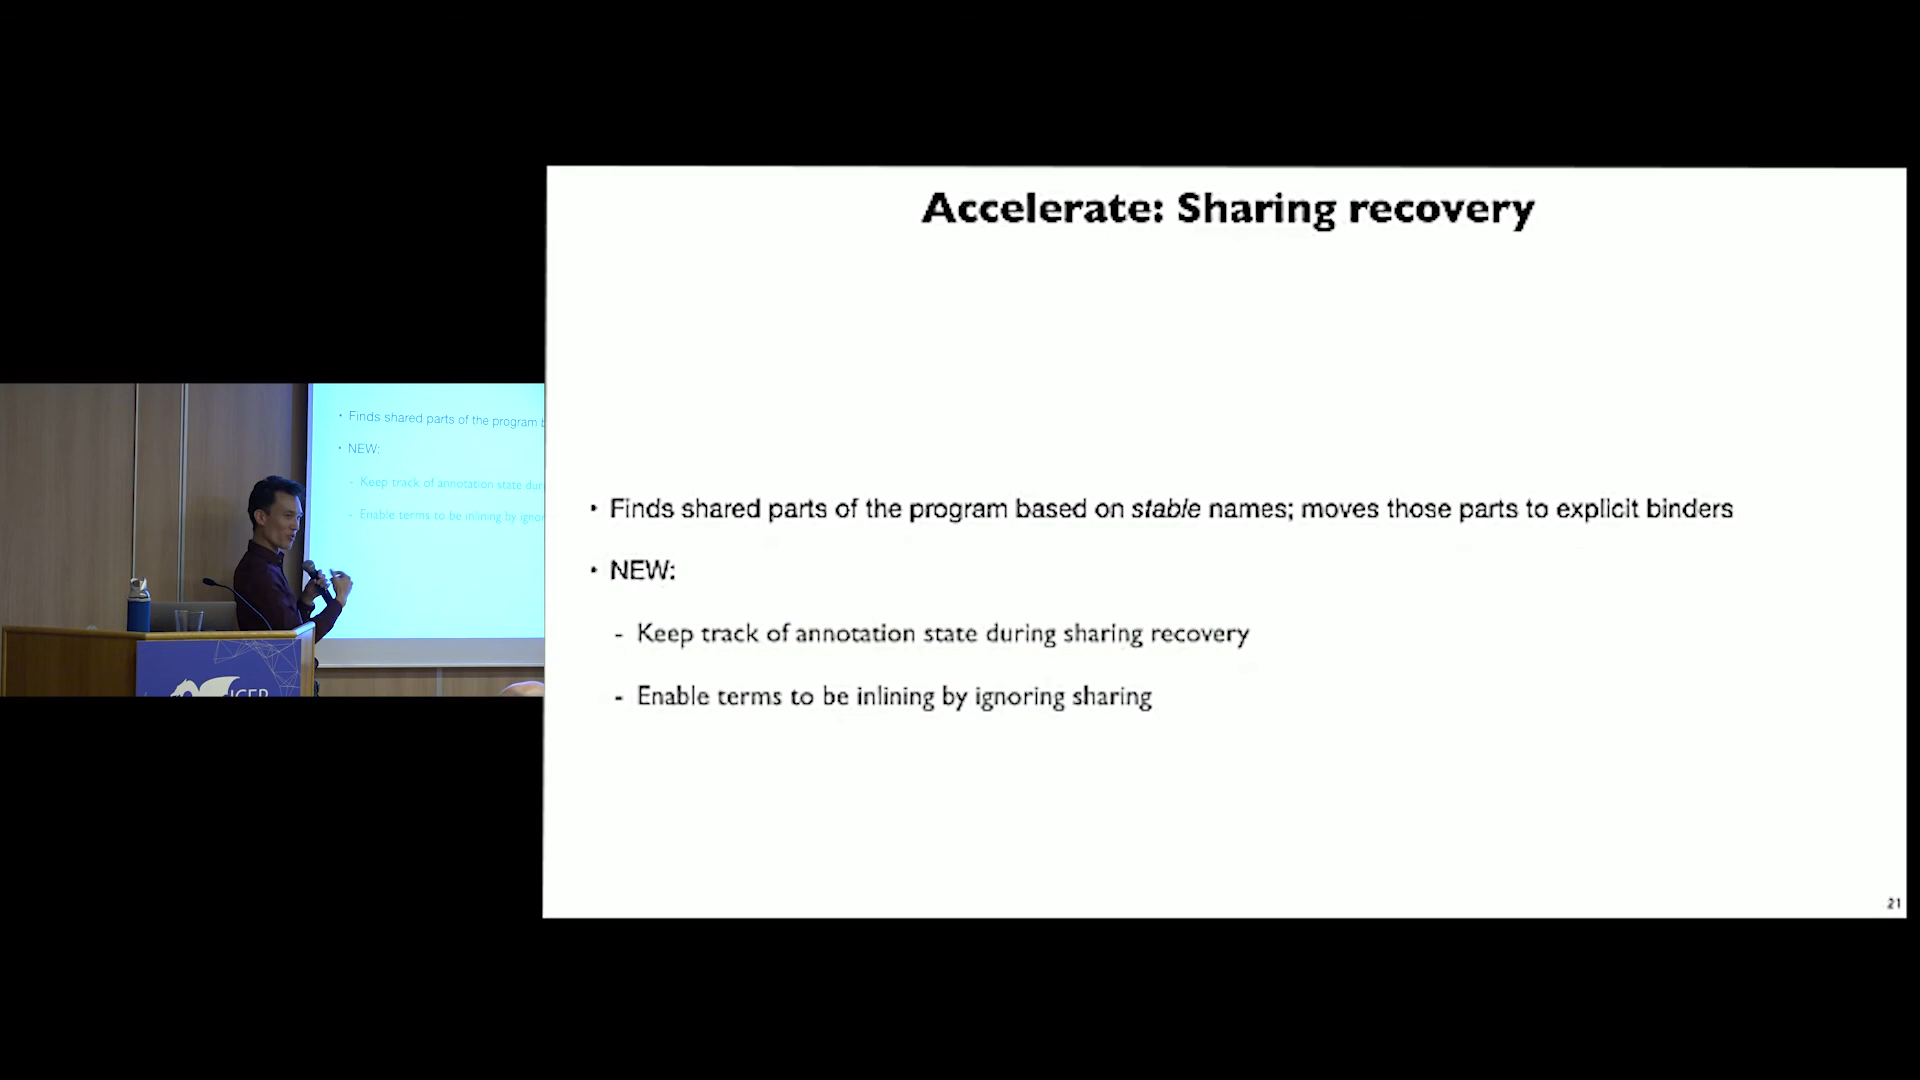 Accelerate: Sharing recovery
• Finds shared parts of the program based on stable names; moves those parts to explicit binders
• NEW:
- Keep track of annotation state during sharing recovery
- Enable terms to be inlining by ignoring sharing
21
• Finds shared parts of the program
• NEW:
- Keep track of annotation state
- Enable terms to be inlining by